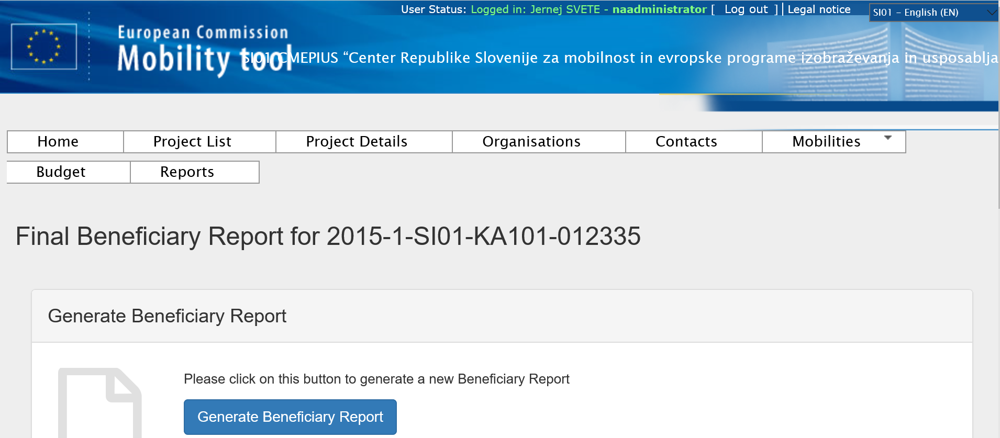 User Status: Logged in: Jernej SVETE - naadministrator [ Log out ] | Legal notice
SI01 - English (EN)
European Commission
Mobility tool
SI01 CMEPIUS “Center Republike Slovenije za mobilnost in evropske programe izobraževanja in usposablja
Home Project List Project Details Organisations Contacts Mobilities
Budget Reports
Final Beneficiary Report for 2015-1-SI01-KA101-012335
Generate Beneficiary Report
Please click on this button to generate a new Beneficiary Report
Generate Beneficiary Report